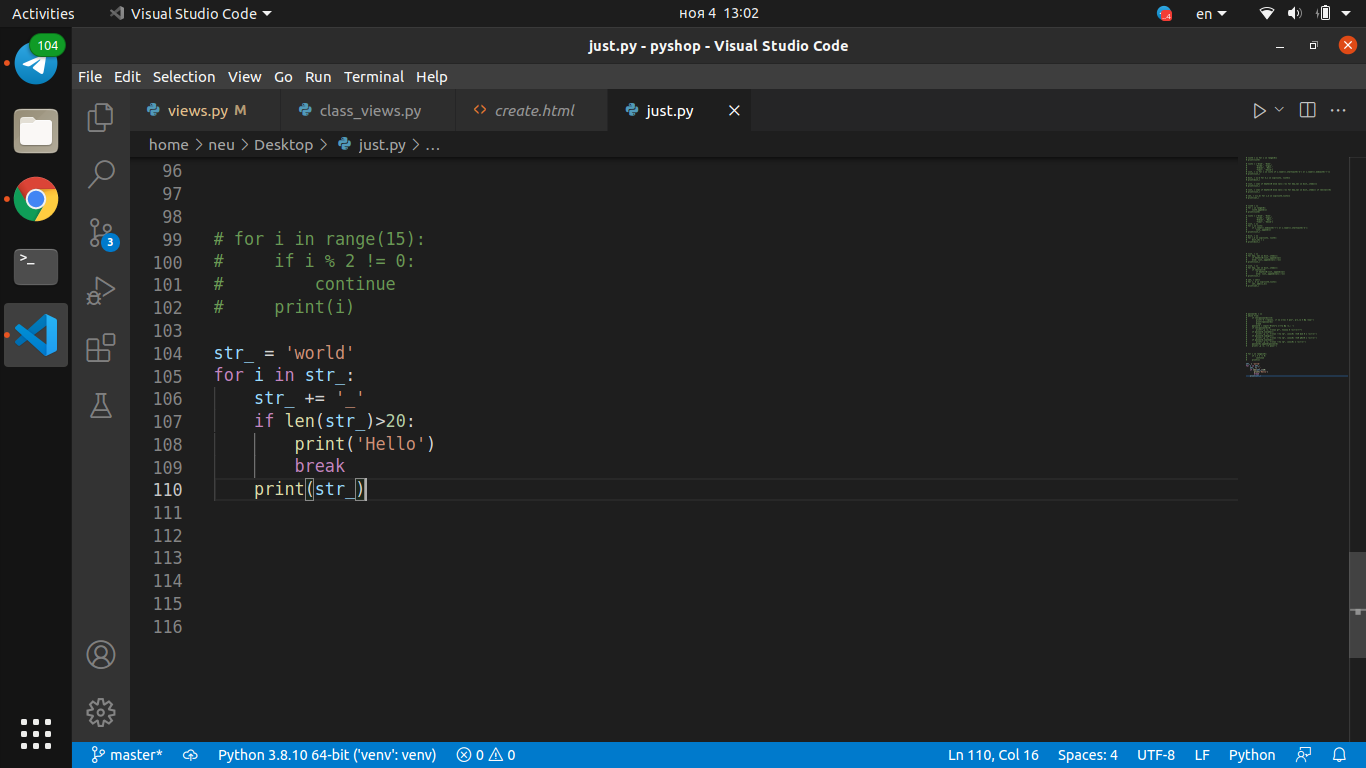 Activities Visual Studio Code ноя 4 13:02 en
104
just.py - pyshop - Visual Studio Code
File Edit Selection View Go Run Terminal Help
views.py M class_views.py create.html just.py
home > neu > Desktop > just.py > ...
96
97
98
99 # for i in range(15):
100 #     if i % 2 != 0:
101 #         continue
102 #     print(i)
103
104 str_ = 'world'
105 for i in str_:
106     str_ += '_'
107     if len(str_)>20:
108         print('Hello')
109         break
110     print(str_)
111
112
113
114
115
116
3
master* Python 3.8.10 64-bit ('venv': venv) 0 0 Ln 110, Col 16 Spaces: 4 UTF-8 LF Python